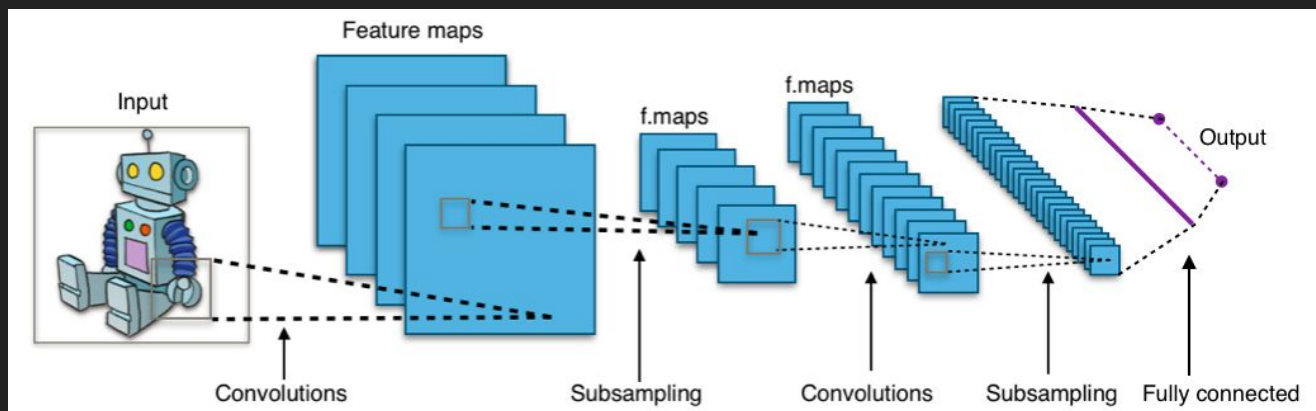 Feature maps
Input
f.maps
f.maps
Output
Convolutions
Subsampling
Convolutions
Subsampling
Fully connected